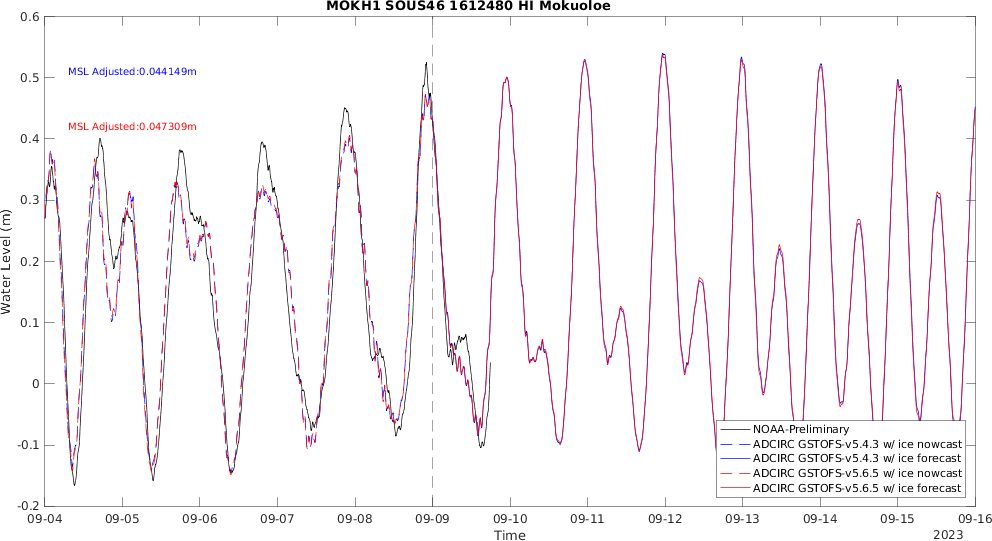 MOKH1 SOUS46 1612480 HI Mokuoloe
0.6
0.5
0.4
0.3
0.2
0.1
0
-0.1
-0.2
Water Level (m)
MSL Adjusted:0.044149m
MSL Adjusted:0.047309m
NOAA-Preliminary
ADCIRC GSTOFS-v5.4.3 w/ ice nowcast
ADCIRC GSTOFS-v5.4.3 w/ ice forecast
ADCIRC GSTOFS-v5.6.5 w/ ice nowcast
ADCIRC GSTOFS-v5.6.5 w/ ice forecast
09-04 09-05 09-06 09-07 09-08 09-09 09-10 09-11 09-12 09-13 09-14 09-15 09-16
Time
2023